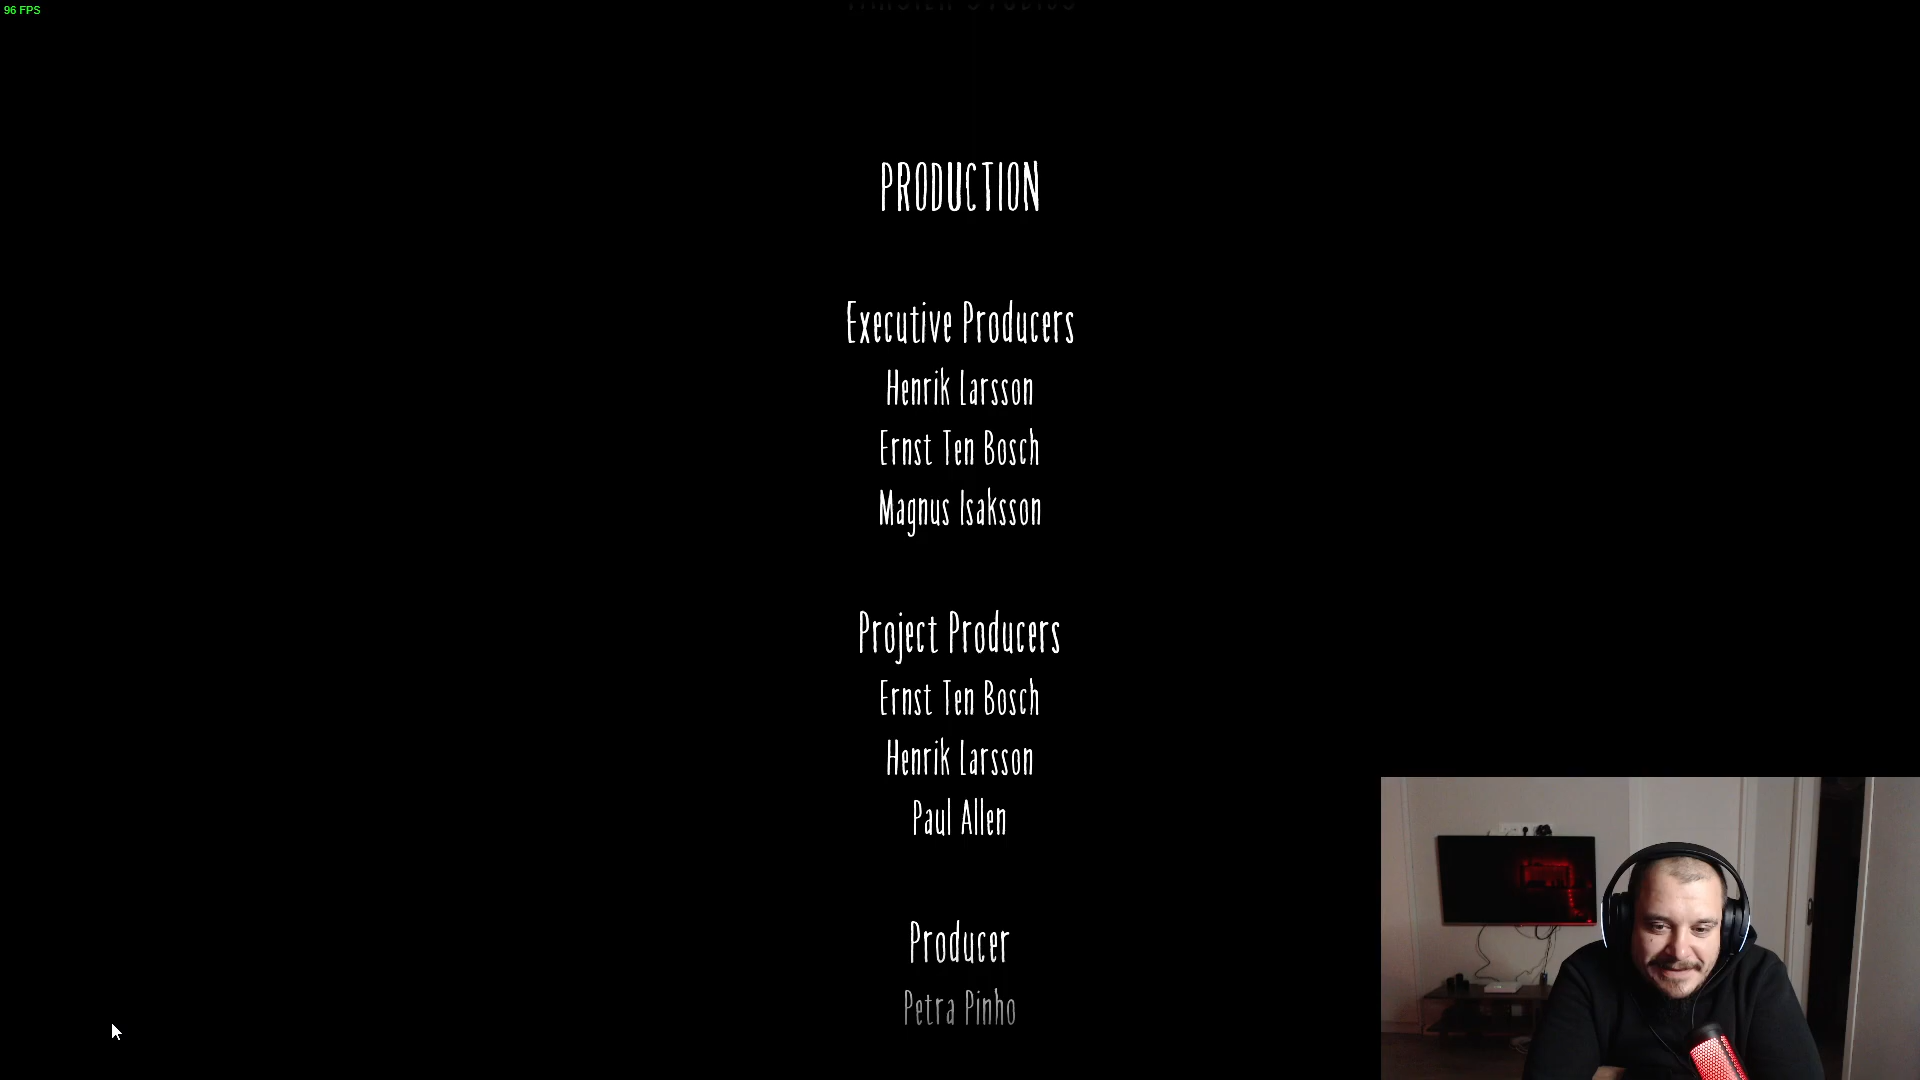 96 FPS
PRODUCTION
Executive Producers
Henrik Larsson
Ernst Ten Bosch
Magnus Isaksson
Project Producers
Ernst Ten Bosch
Henrik Larsson
Paul Allen
Producer
Petra Pinho